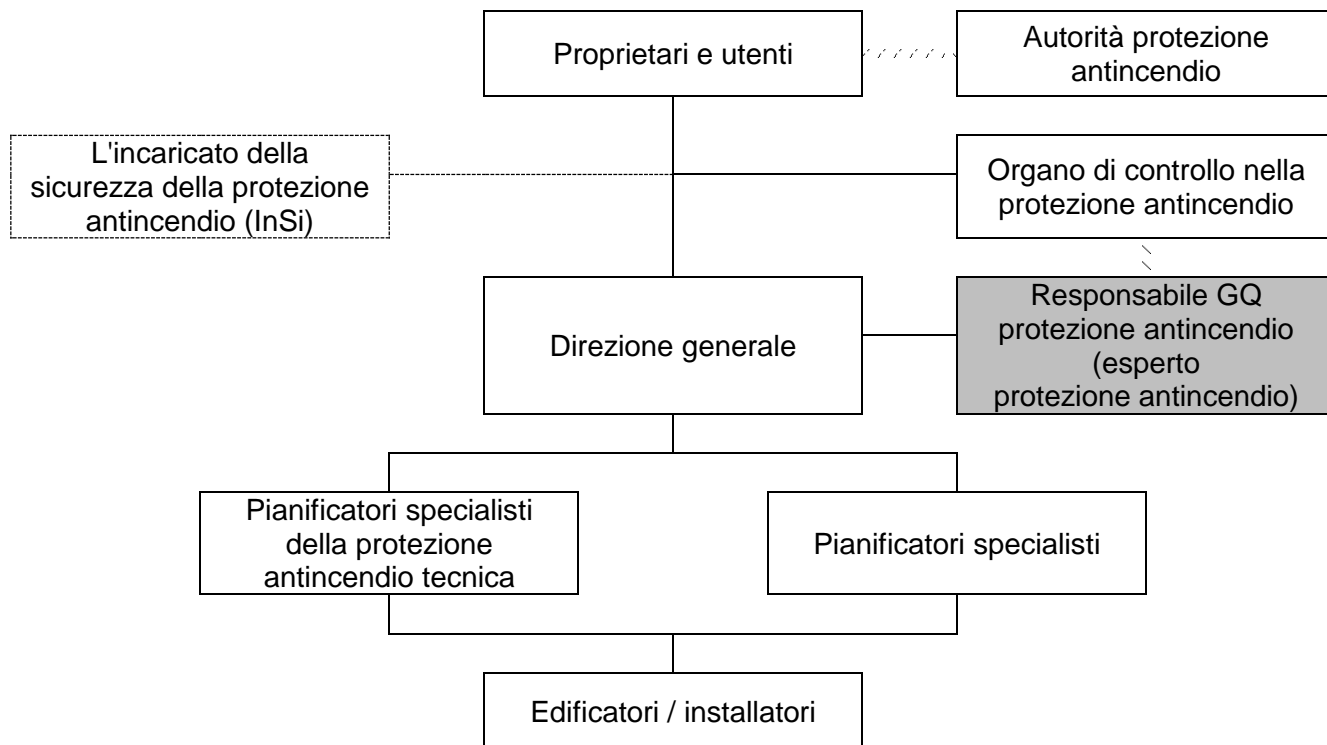 Proprietari e utenti
Autorità protezione
antincendio
L'incaricato della
sicurezza della protezione
antincendio (InSi)
Organo di controllo nella
protezione antincendio
Direzione generale
Responsabile GQ
protezione antincendio
(esperto
protezione antincendio)
Pianificatori specialisti
della protezione
antincendio tecnica
Pianificatori specialisti
Edificatori / installatori